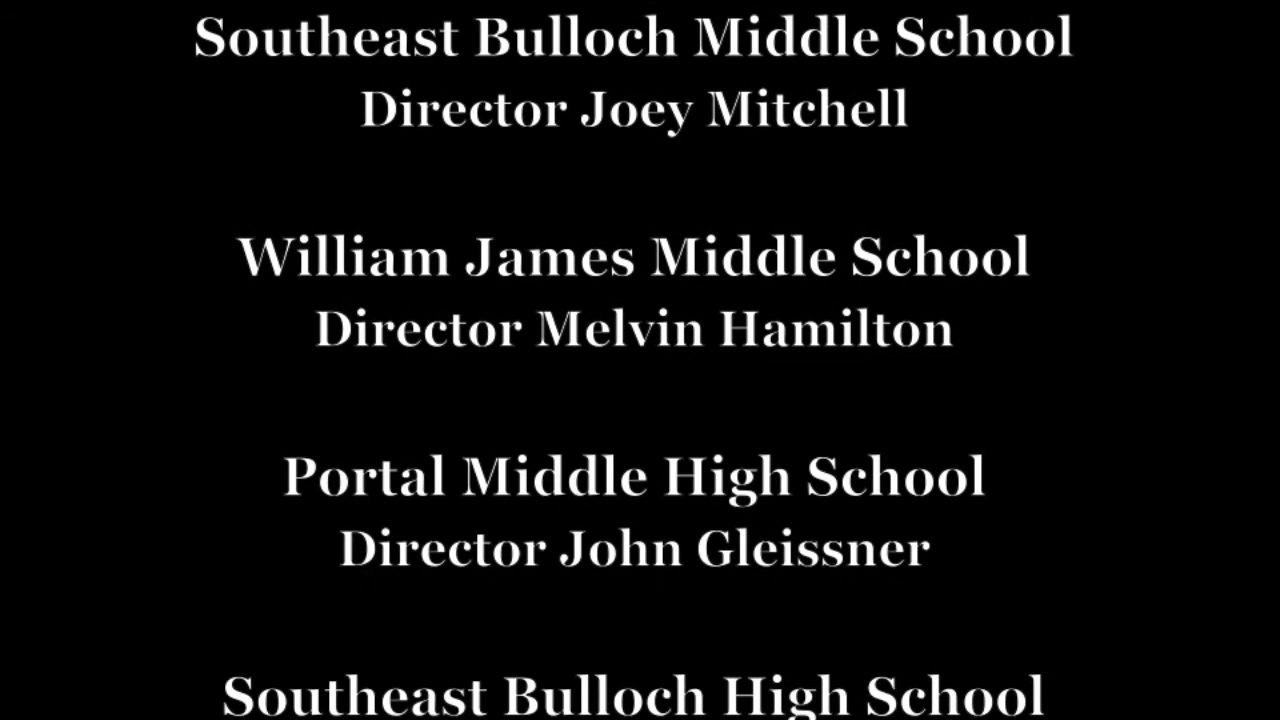 Southeast Bulloch Middle School
Director Joey Mitchell
William James Middle School
Director Melvin Hamilton
Portal Middle High School
Director John Gleissner
Southeast Bulloch High School